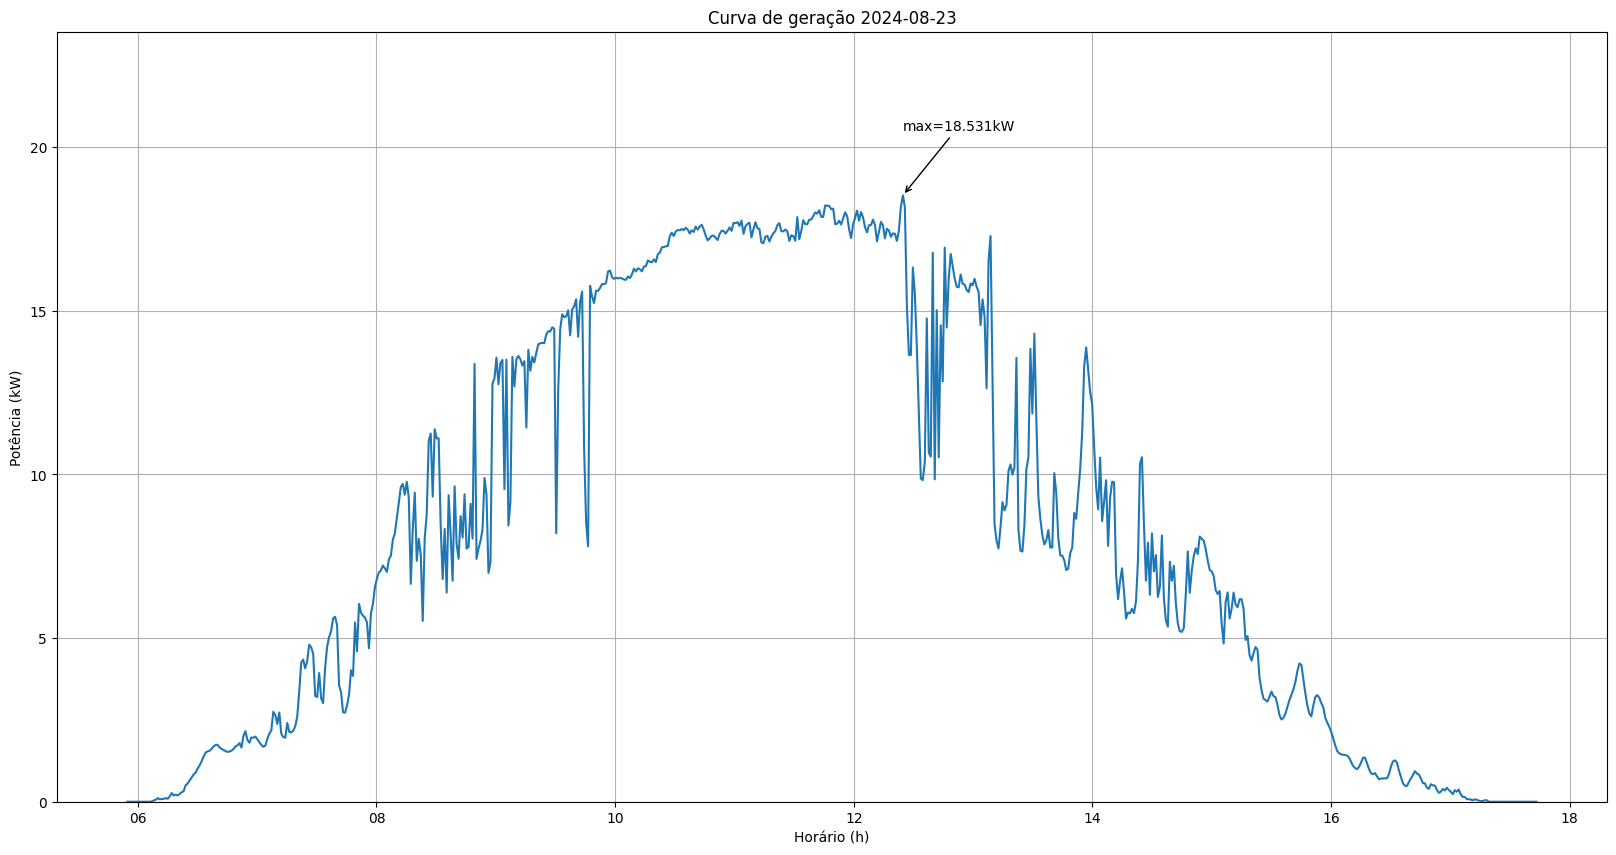 Curva de geração 2024-08-23
max=18.531kW
20
15
10
5
0
Potência (kW)
06 08 10 12 14 16 18
Horário (h)